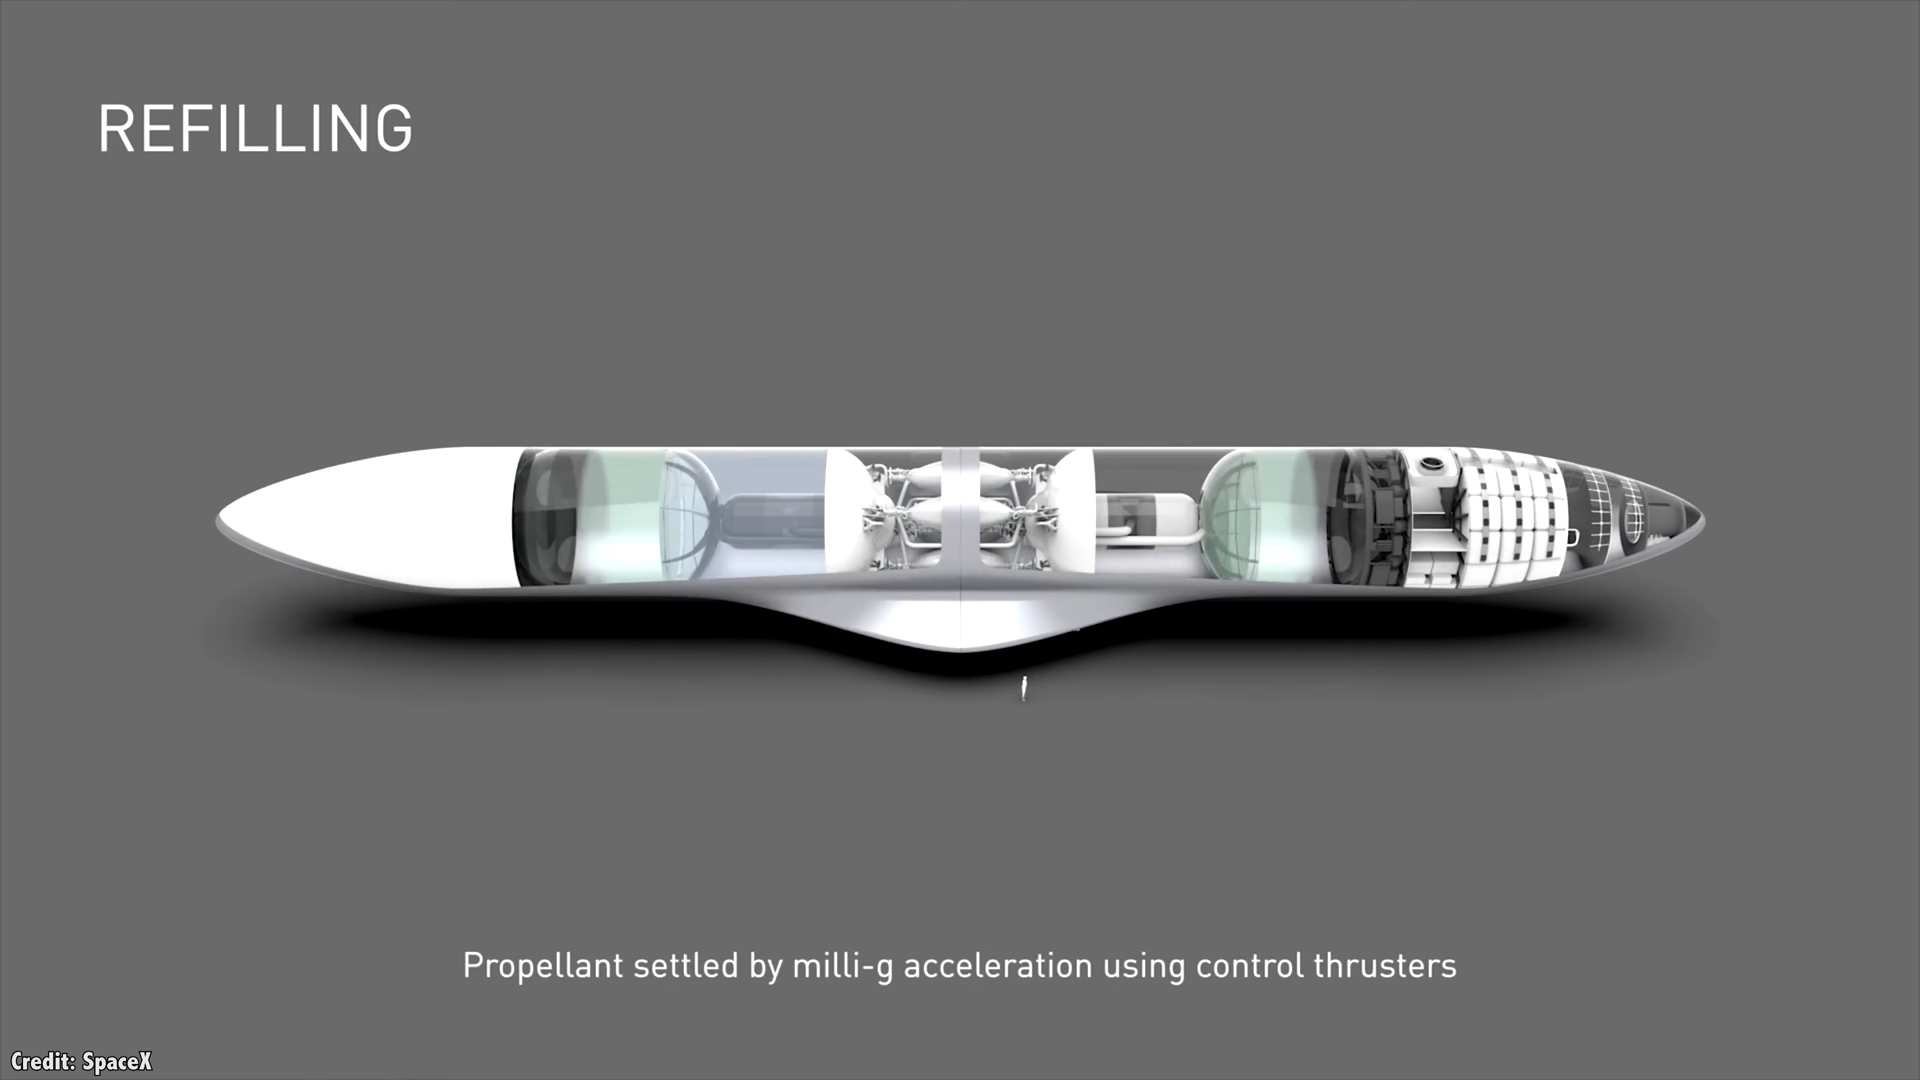 REFILLING
Propellant settled by milli-g acceleration using control thrusters
Credit: SpaceX